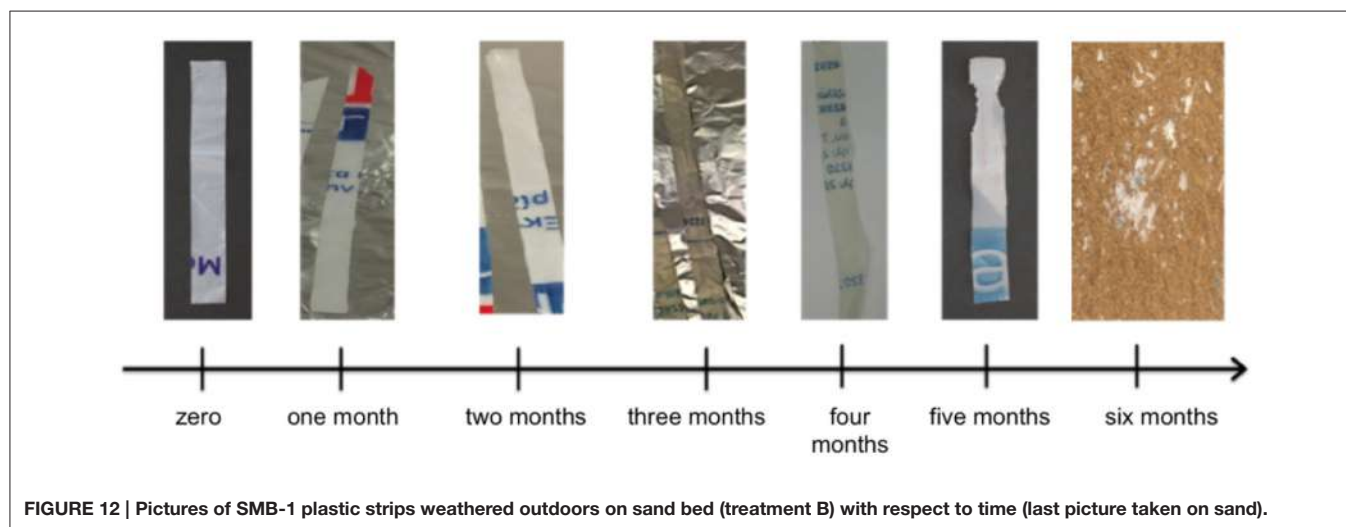 zero
one month
two months
three months
four
months
five months
six months
FIGURE 12 | Pictures of SMB-1 plastic strips weathered outdoors on sand bed (treatment B) with respect to time (last picture taken on sand).